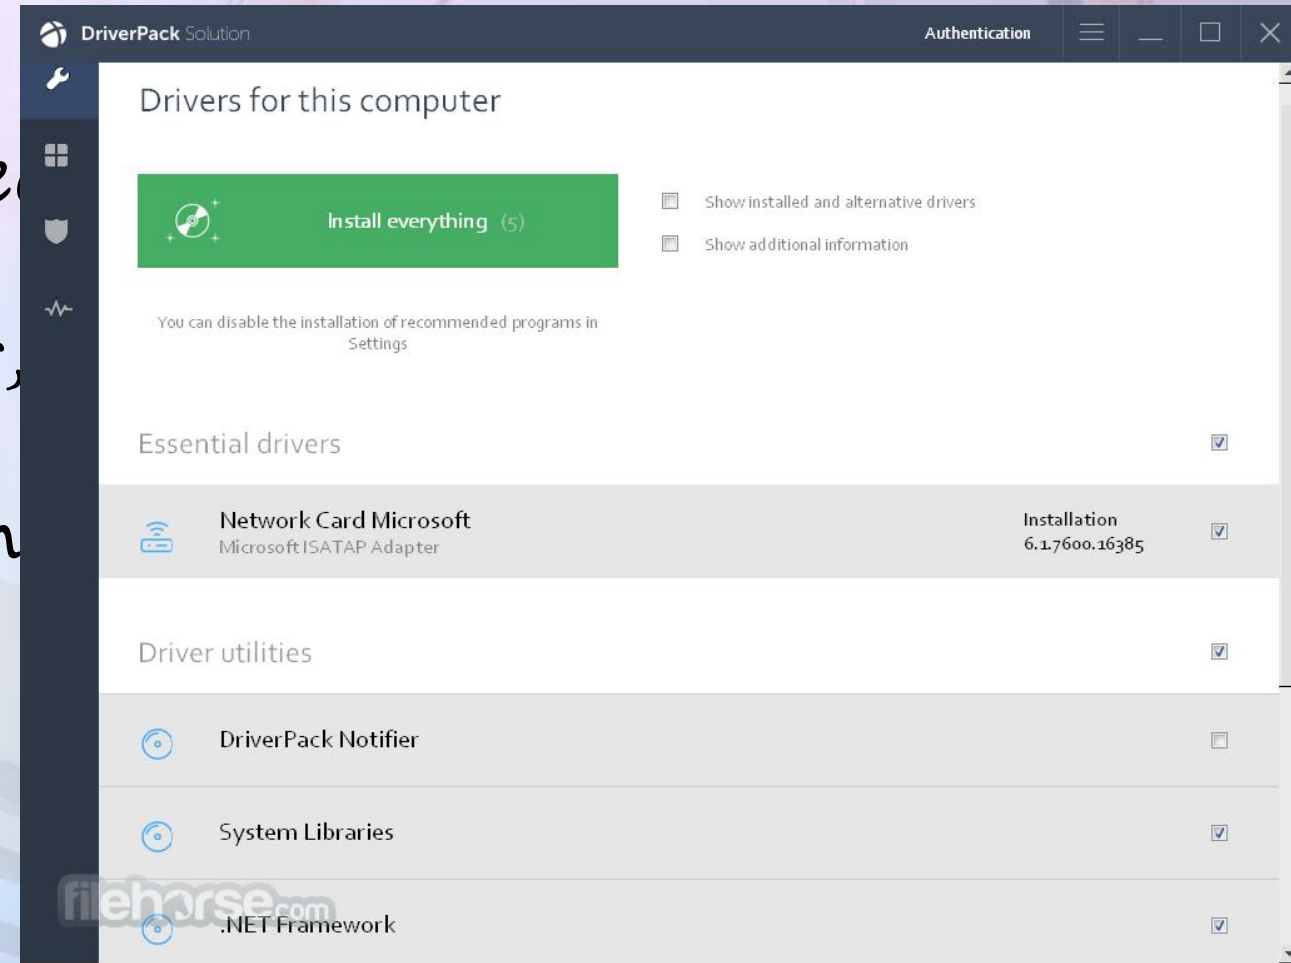 DriverPack Solution
Authentication
Drivers for this computer
Install everything (5)
Show installed and alternative drivers
Show additional information
You can disable the installation of recommended programs in
Settings
Essential drivers
Network Card Microsoft
Microsoft ISATAP Adapter
Installation
6.1.7600.16385
Driver utilities
DriverPack Notifier
System Libraries
.NET Framework
filehorse.com